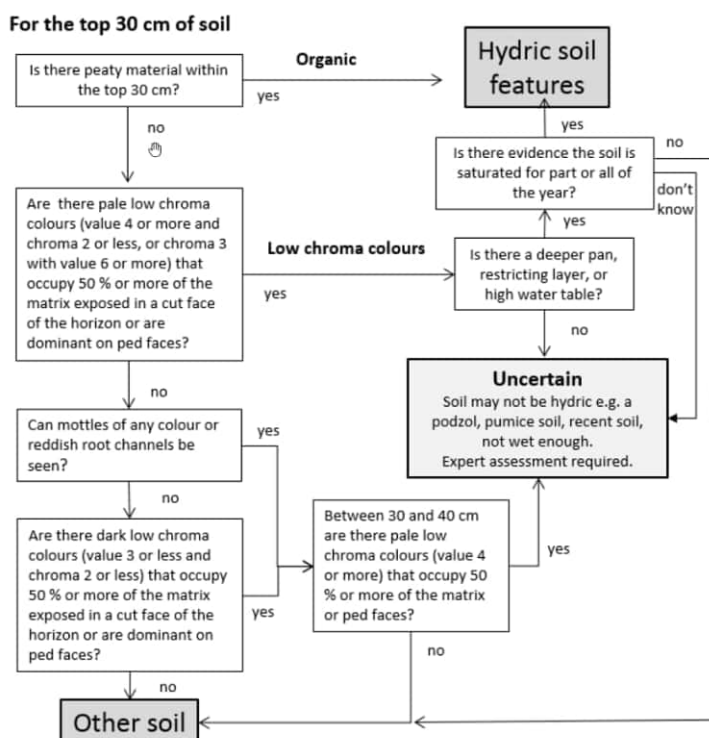 For the top 30 cm of soil
Is there peaty material within
the top 30 cm?
Organic
yes
Hydric soil
features
no
yes
Is there evidence the soil is
saturated for part or all of
the year?
no
don't
know
yes
Are there pale low chroma
colours (value 4 or more and
chroma 2 or less, or chroma 3
with value 6 or more) that
occupy 50 % or more of the
matrix exposed in a cut face
of the horizon or are
dominant on ped faces?
Low chroma colours
yes
Is there a deeper pan,
restricting layer, or
high water table?
no
no
Uncertain
Soil may not be hydric e.g. a
podzol, pumice soil, recent soil,
not wet enough.
Expert assessment required.
Can mottles of any colour or
reddish root channels be
seen?
yes
no
Are there dark low chroma
colours (value 3 or less and
chroma 2 or less) that occupy
50 % or more of the matrix
exposed in a cut face of the
horizon or are dominant on
ped faces?
yes
Between 30 and 40 cm
are there pale low
chroma colours (value 4
or more) that occupy 50
% or more of the matrix
or ped faces?
yes
no
no
Other soil